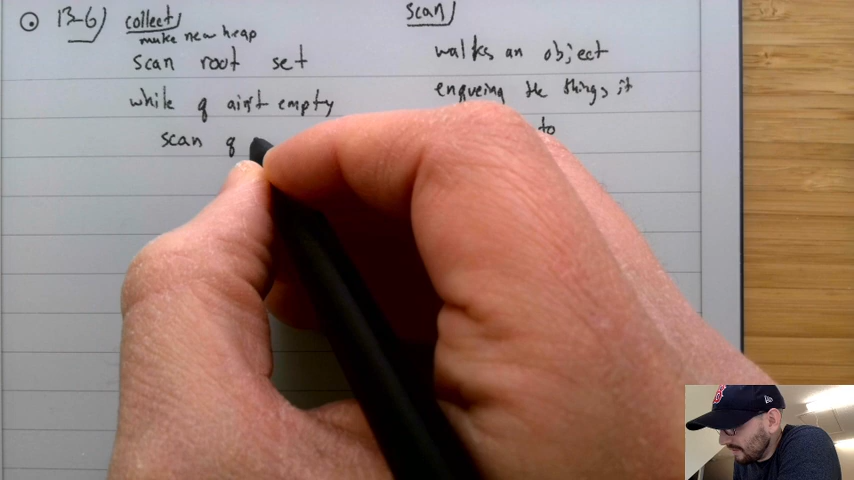 13-6) collect/
make new heap
scan root set
while q ain't empty
scan q
scan/
walks an object
enqueing the things it
to